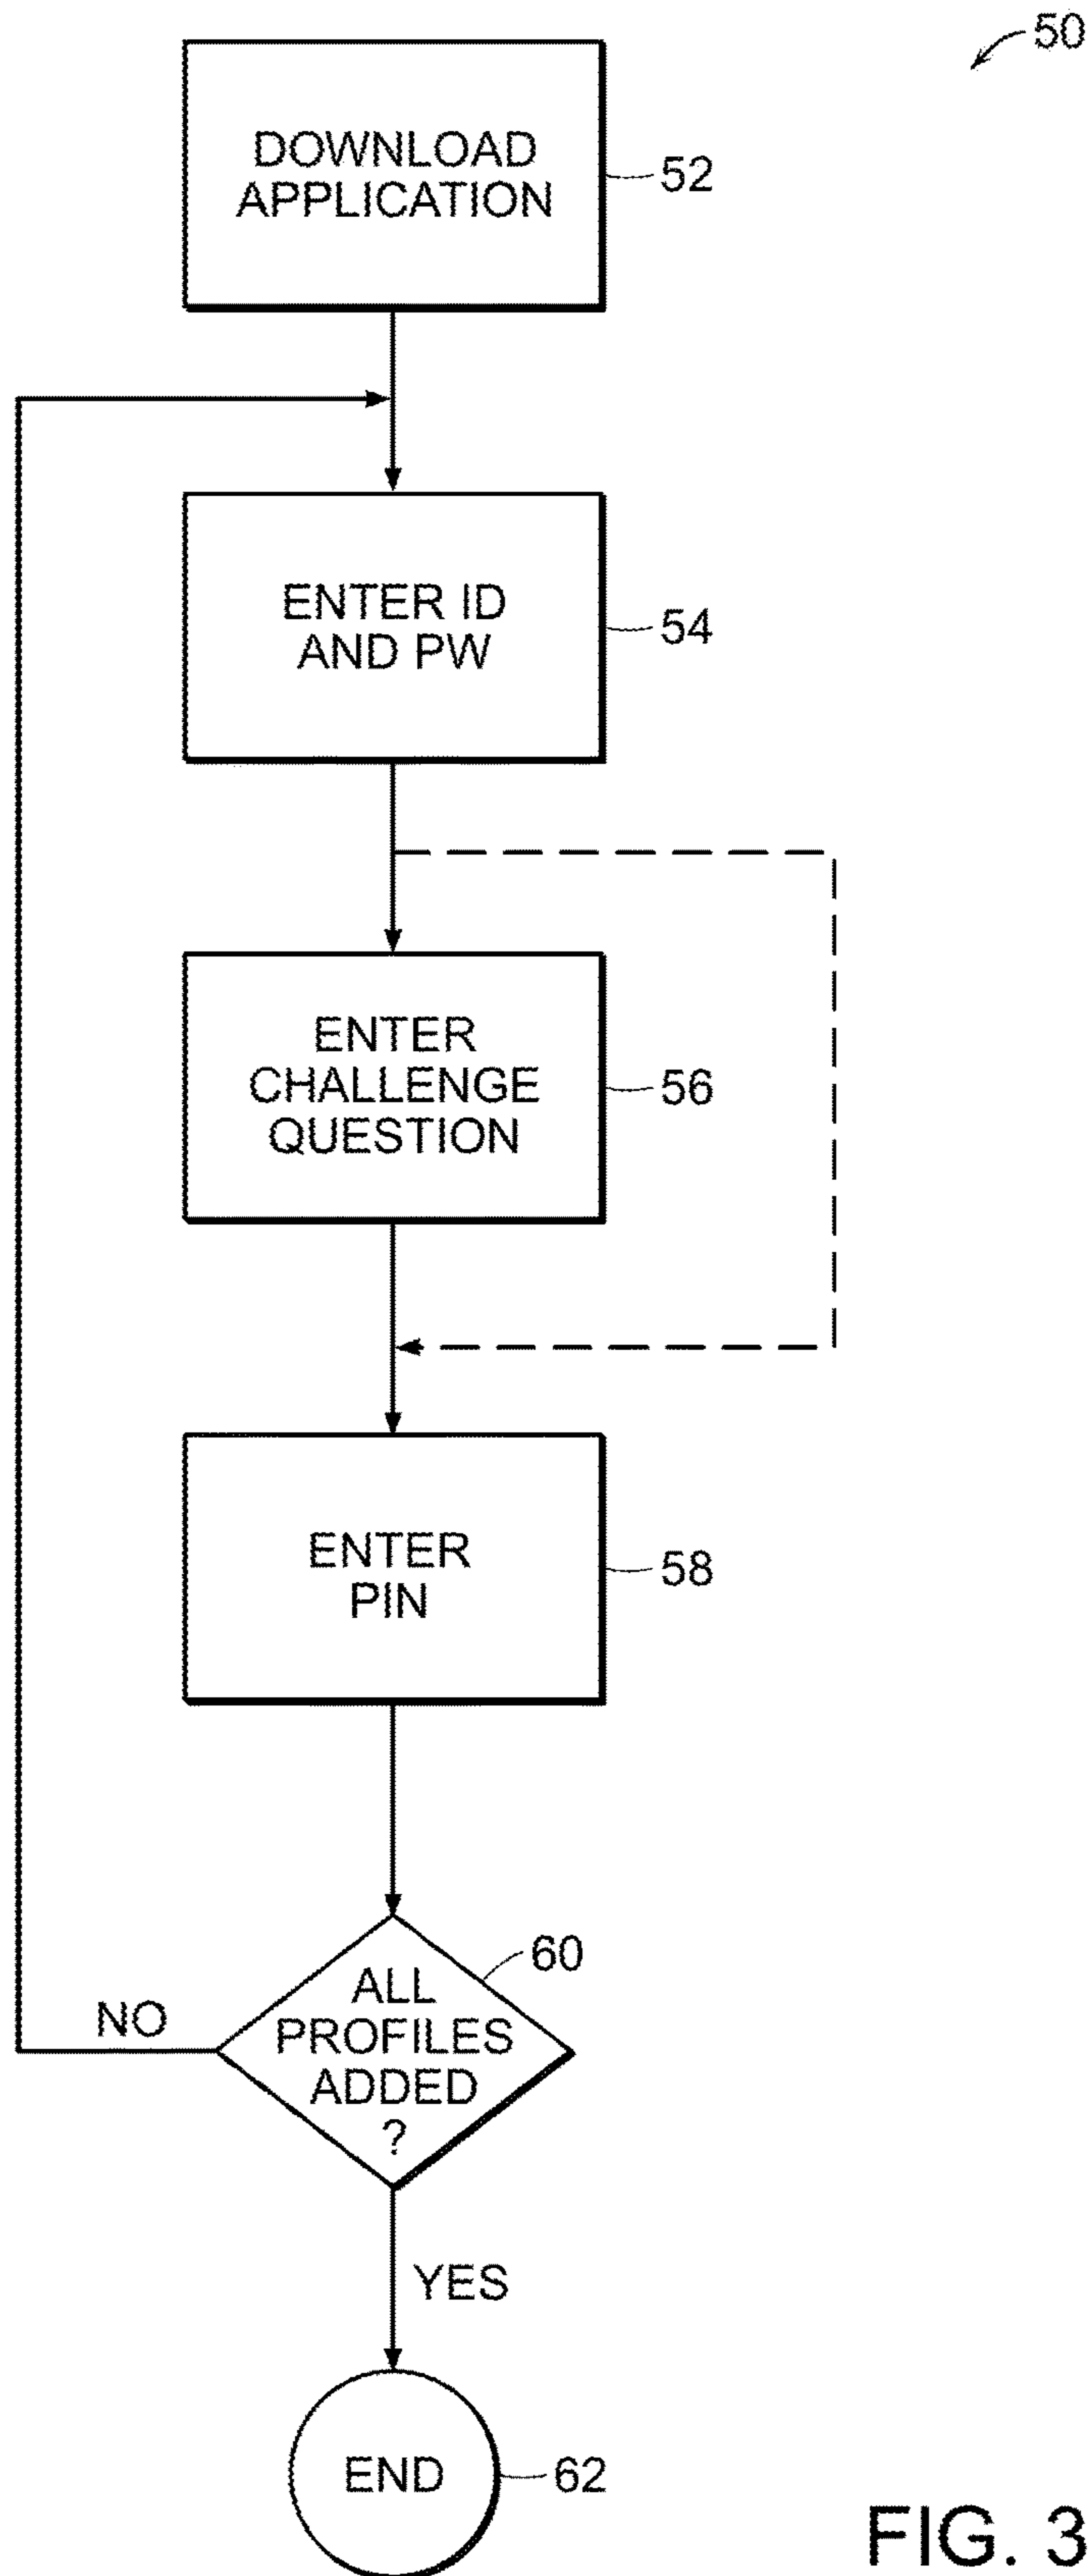 50
DOWNLOAD
APPLICATION
52
ENTER ID
AND PW
54
ENTER
CHALLENGE
QUESTION
56
ENTER
PIN
58
60
ALL
PROFILES
ADDED
?
NO
YES
END
62
FIG. 3